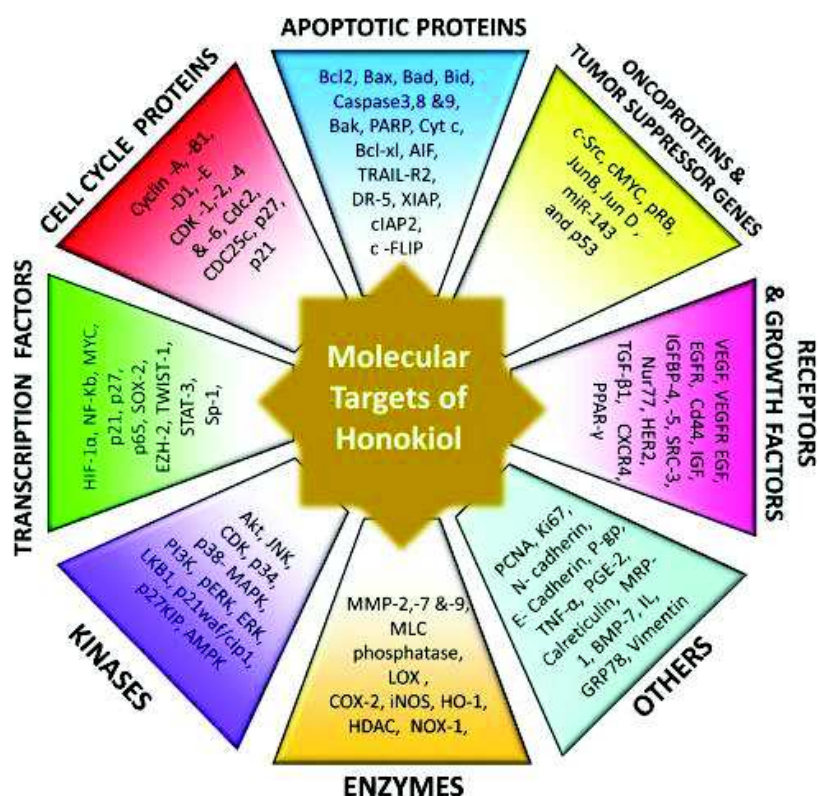 APOPTOTIC PROTEINS
Bcl2, Bax, Bad, Bid,
Caspase3,8 &9,
Bak, PARP, Cyt c,
Bcl-xl, AIF,
TRAIL-R2,
DR-5, XIAP,
cIAP2,
c -FLIP
ONCOPROTEINS &
TUMOR SUPPRESSOR GENES
c-Src, cMYC, pRB,
JunB, Jun D ,
miR-143
and p53
RECEPTORS
& GROWTH FACTORS
VEGF, VEGFR EGF,
EGFR, Cd44, IGF,
IGFBP-4, -5, SRC-3,
Nur77, HER2,
TGF-β1, CXCR4,
PPAR-γ
OTHERS
PCNA, Ki67,
N- cadherin,
E- Cadherin, P-gp,
TNF-α, PGE-2,
Calreticulin, MRP-
1, BMP-7, IL,
GRP78, Vimentin
ENZYMES
MMP-2,-7 &-9,
MLC
phosphatase,
LOX ,
COX-2, iNOS, HO-1,
HDAC, NOX-1,
KINASES
Akt, JNK,
CDK, p34,
p38- MAPK,
PI3K, pERK, ERK,
LKB1, p21waf/clp1,
p27KIP, AMPK
TRANSCRIPTION FACTORS
HIF-1α, NF-Kb, MYC,
p21, p27,
p65, SOX-2,
EZH-2, TWIST-1,
STAT-3,
Sp-1,
CELL CYCLE PROTEINS
Cyclin -A, -B1,
-D1, -E
CDK -1,-2, -4
& -6, Cdc2,
CDC25c, p27,
p21
Molecular
Targets of
Honokiol